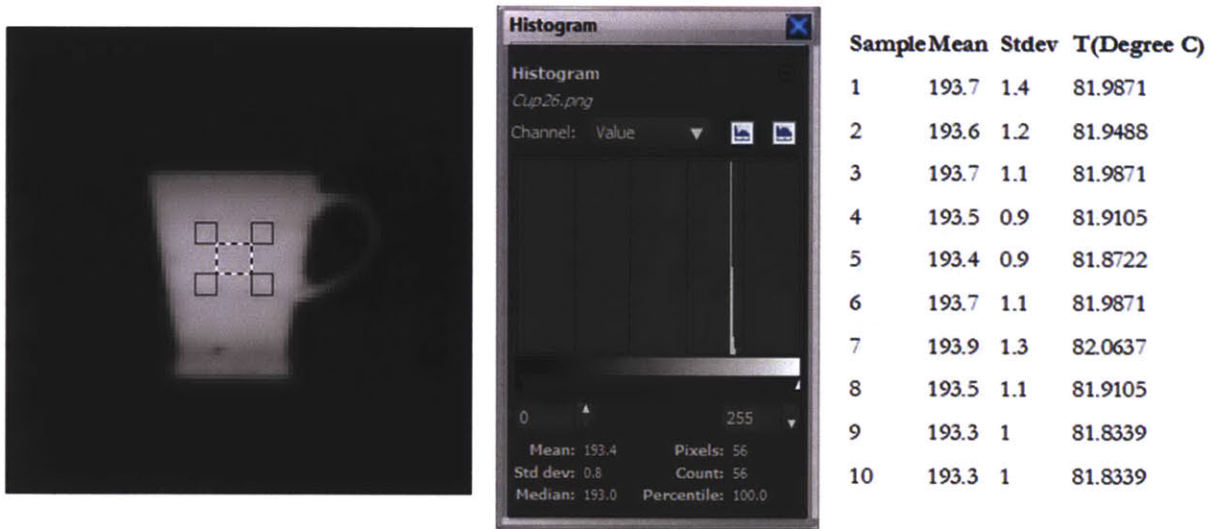 Histogram
Histogram
Cup26.png
Channel: Value
0 255
Mean: 193.4 Pixels: 56
Std dev: 0.8 Count: 56
Median: 193.0 Percentile: 100.0
Sample Mean Stdev T(Degree C)
1 193.7 1.4 81.9871
2 193.6 1.2 81.9488
3 193.7 1.1 81.9871
4 193.5 0.9 81.9105
5 193.4 0.9 81.8722
6 193.7 1.1 81.9871
7 193.9 1.3 82.0637
8 193.5 1.1 81.9105
9 193.3 1 81.8339
10 193.3 1 81.8339